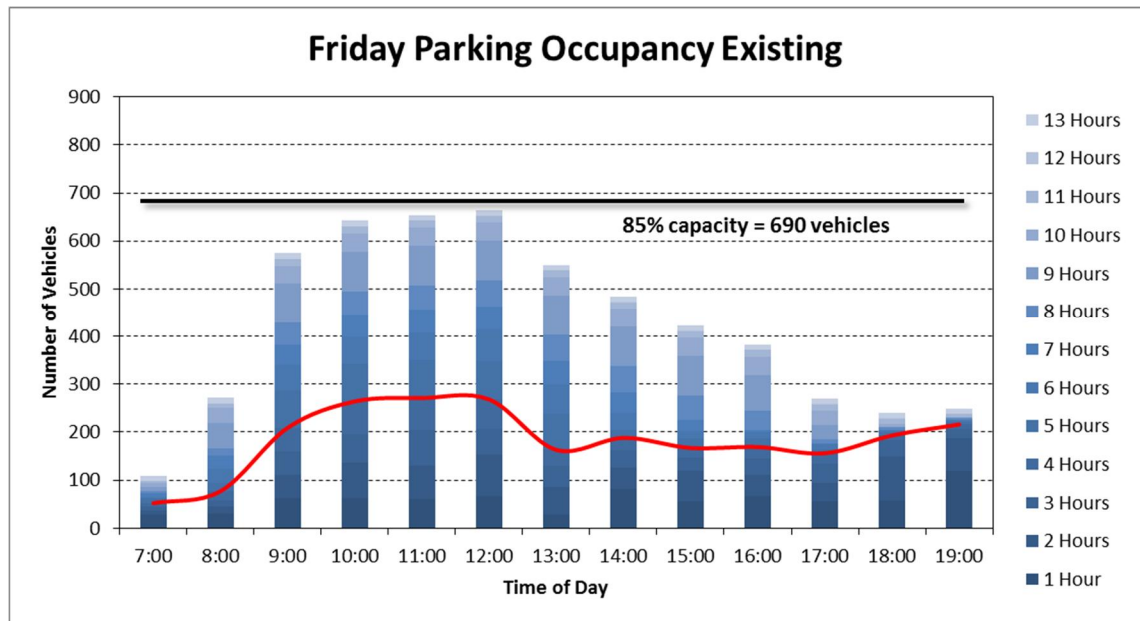 Friday Parking Occupancy Existing
900
800
700
600
500
400
300
200
100
0
Number of Vehicles
85% capacity = 690 vehicles
7:00 8:00 9:00 10:00 11:00 12:00 13:00 14:00 15:00 16:00 17:00 18:00 19:00
Time of Day
13 Hours
12 Hours
11 Hours
10 Hours
9 Hours
8 Hours
7 Hours
6 Hours
5 Hours
4 Hours
3 Hours
2 Hours
1 Hour